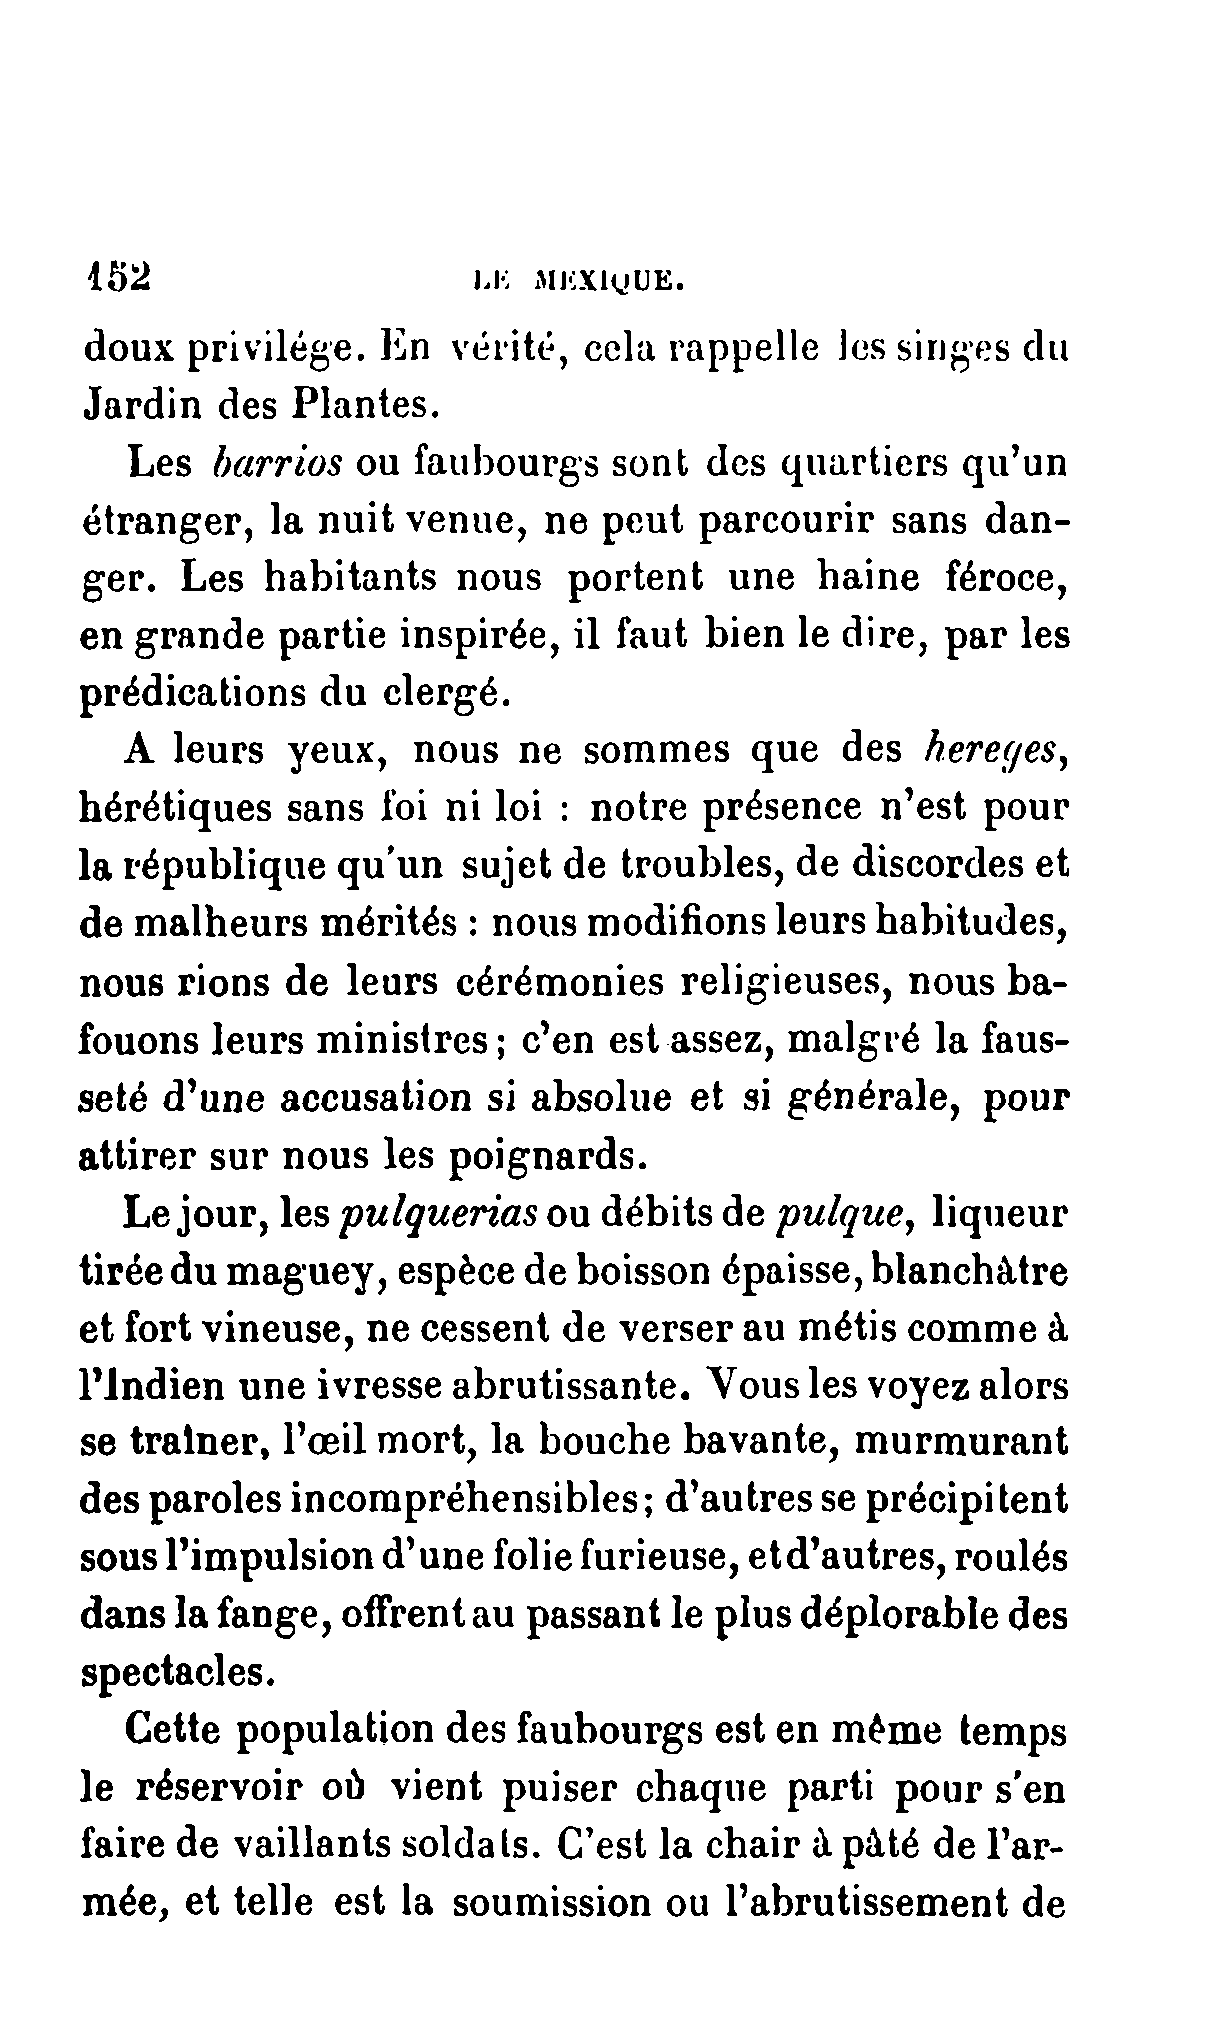 152 LE MEXIQUE.
doux privilége. En vérité, cela rappelle les singes du
Jardin des Plantes.
Les barrios ou faubourgs sont des quartiers qu'un
étranger, la nuit venue, ne peut parcourir sans dan-
ger. Les habitants nous portent une haine féroce,
en grande partie inspirée, il faut bien le dire, par les
prédications du clergé.
A leurs yeux, nous ne sommes que des hereges,
hérétiques sans foi ni loi : notre présence n'est pour
la république qu'un sujet de troubles, de discordes et
de malheurs mérités : nous modifions leurs habitudes,
nous rions de leurs cérémonies religieuses, nous ba-
fouons leurs ministres; c'en est assez, malgré la faus-
seté d'une accusation si absolue et si générale, pour
attirer sur nous les poignards.
Le jour, les pulquerias ou débits de pulque, liqueur
tirée du maguey, espèce de boisson épaisse, blanchâtre
et fort vineuse, ne cessent de verser au métis comme à
l'Indien une ivresse abrutissante. Vous les voyez alors
se traîner, l'œil mort, la bouche bavante, murmurant
des paroles incompréhensibles; d'autres se précipitent
sous l'impulsion d'une folie furieuse, et d'autres, roulés
dans la fange, offrent au passant le plus déplorable des
spectacles.
Cette population des faubourgs est en même temps
le réservoir où vient puiser chaque parti pour s'en
faire de vaillants soldats. C'est la chair à pâté de l'ar-
mée, et telle est la soumission ou l'abrutissement de